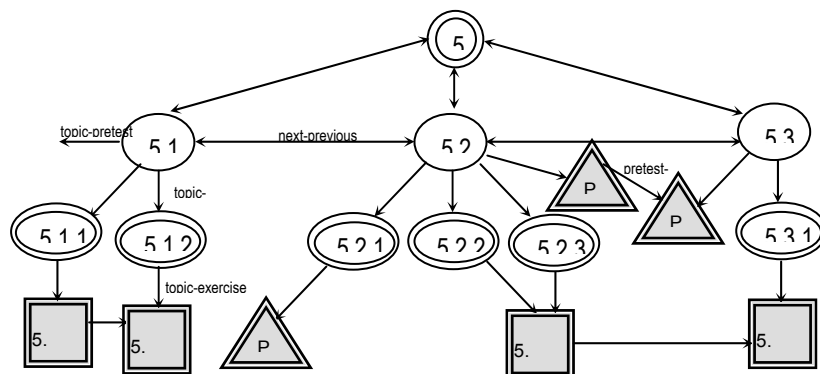 5
5.1
topic-pretest
next-previous
5.2
5.3
P
pretest-
P
topic-
5.1.1
5.1.2
5.2.1
5.2.2
5.2.3
5.3.1
topic-exercise
5.
5.
P
5.
5.